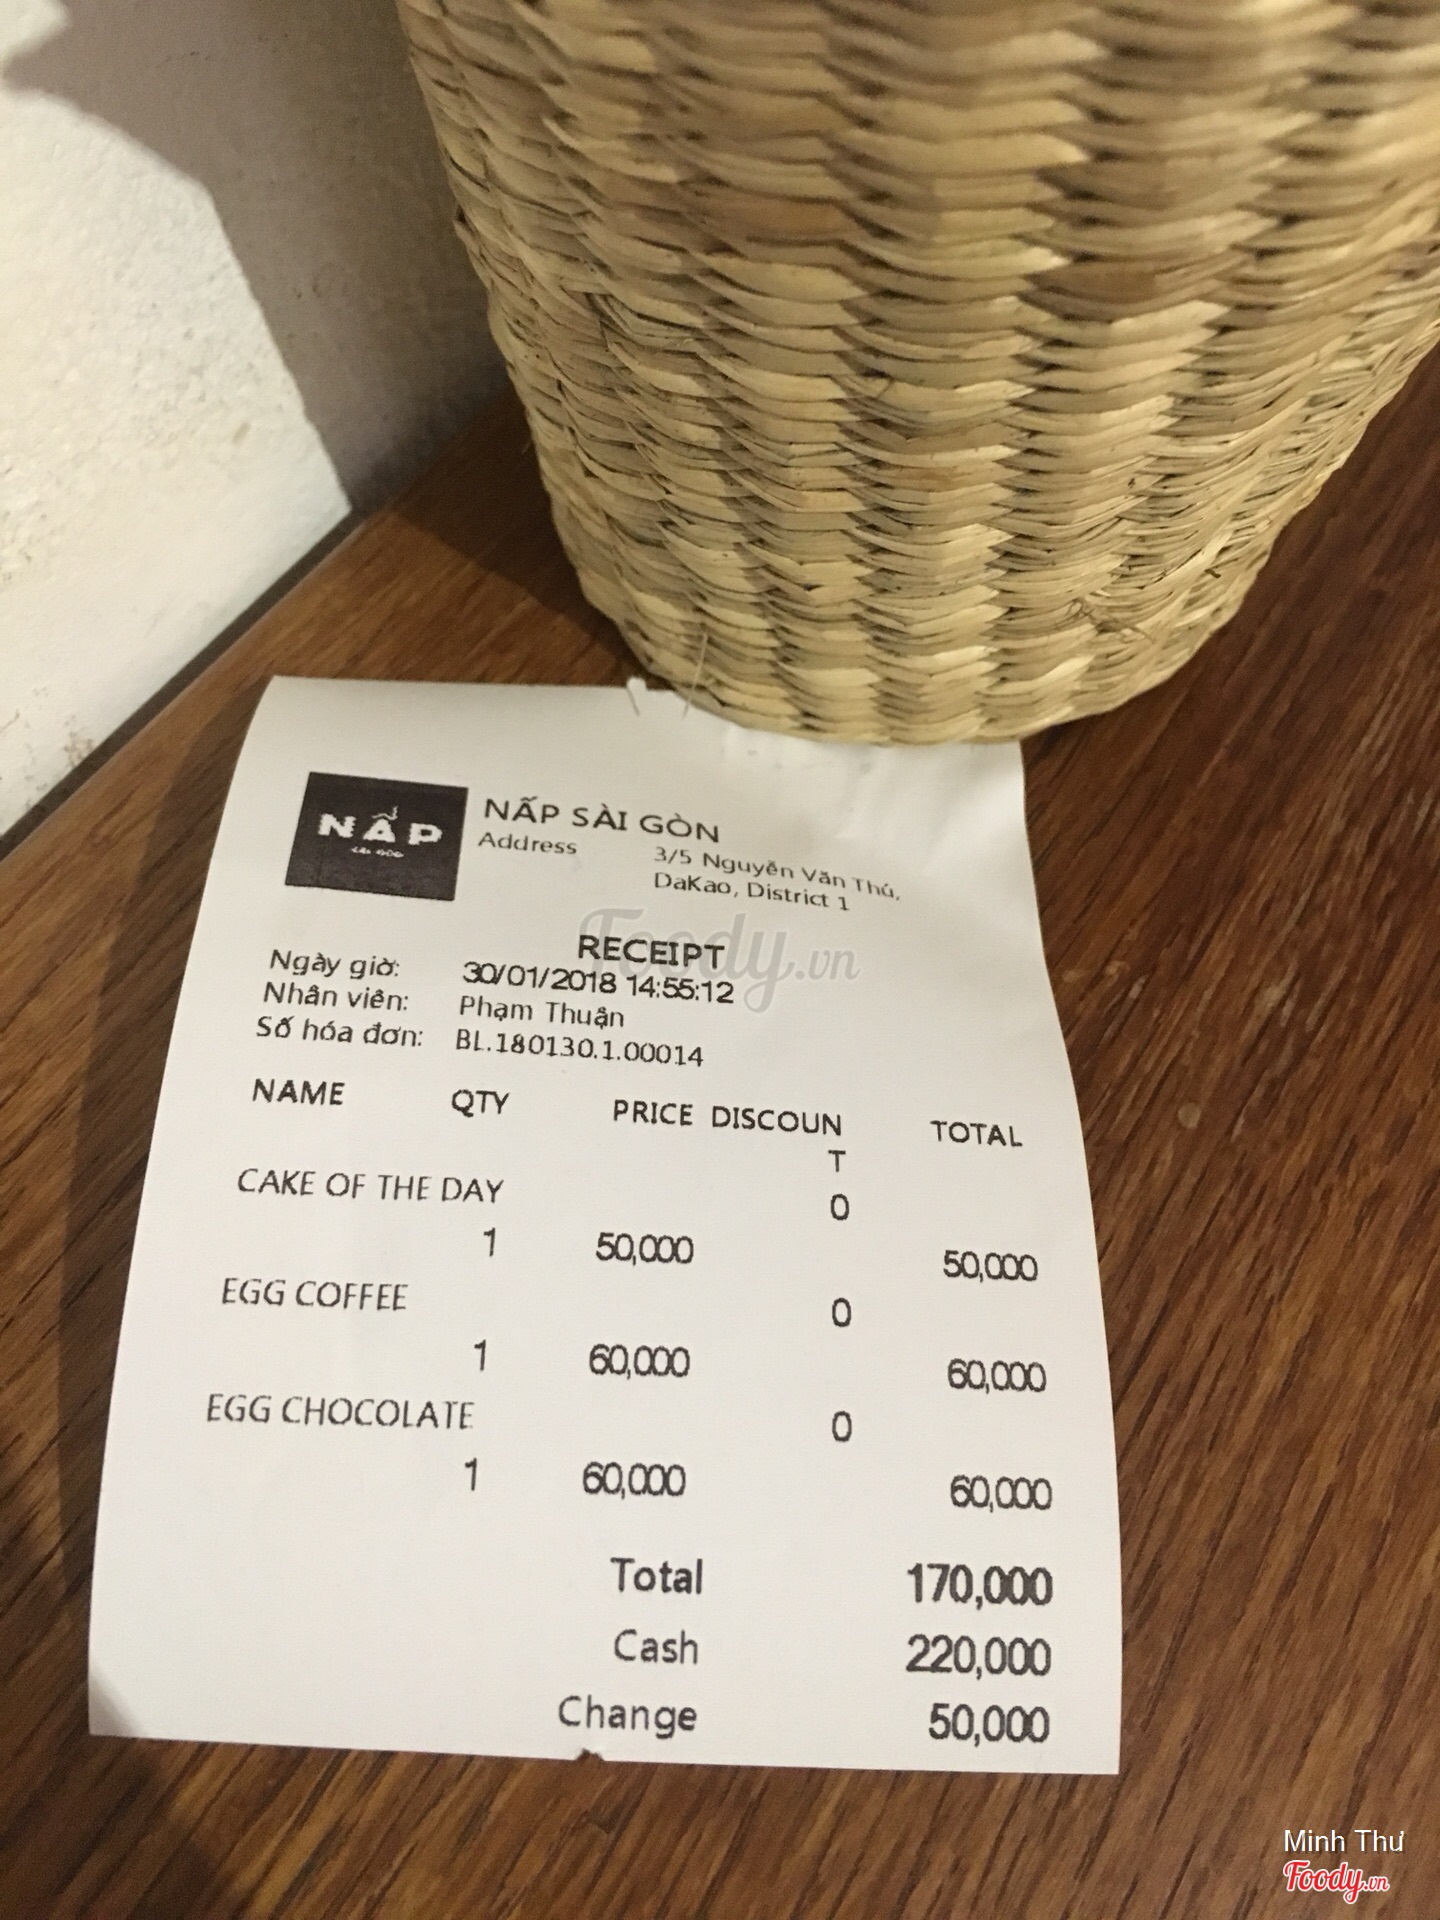 NẤP
NẤP SÀI GÒN
Address 3/5 Nguyễn Văn Thủ,
DaKao, District 1
Foody.vn
RECEIPT
Ngày giờ: 30/01/2018 14:55:12
Nhân viên: Phạm Thuận
Số hóa đơn: BL.180130.1.00014
NAME QTY PRICE DISCOUN TOTAL
T
CAKE OF THE DAY 0
1 50,000 50,000
EGG COFFEE 0
1 60,000 60,000
EGG CHOCOLATE 0
1 60,000 60,000
Total 170,000
Cash 220,000
Change 50,000
Minh Thư
Foody.vn